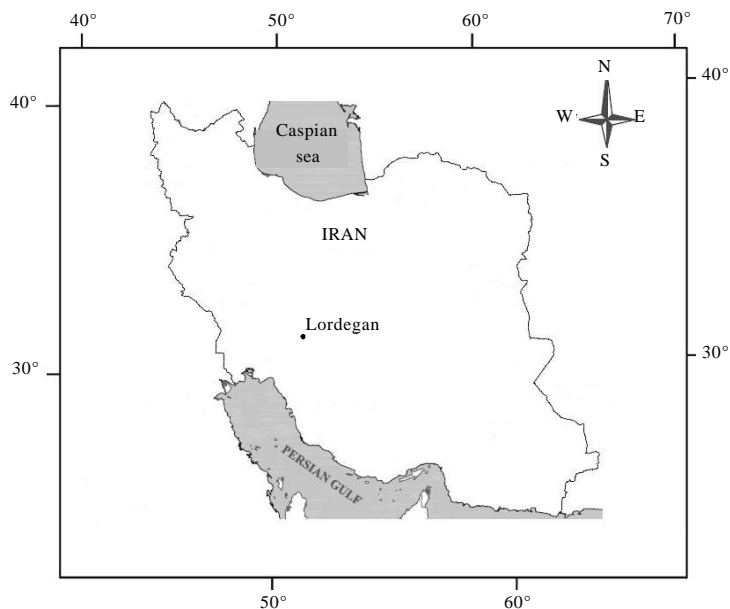 40°
50°
60°
70°
40°
40°
N
W
E
S
Caspian
sea
IRAN
Lordegan
30°
30°
PERSIAN GULF
50°
60°